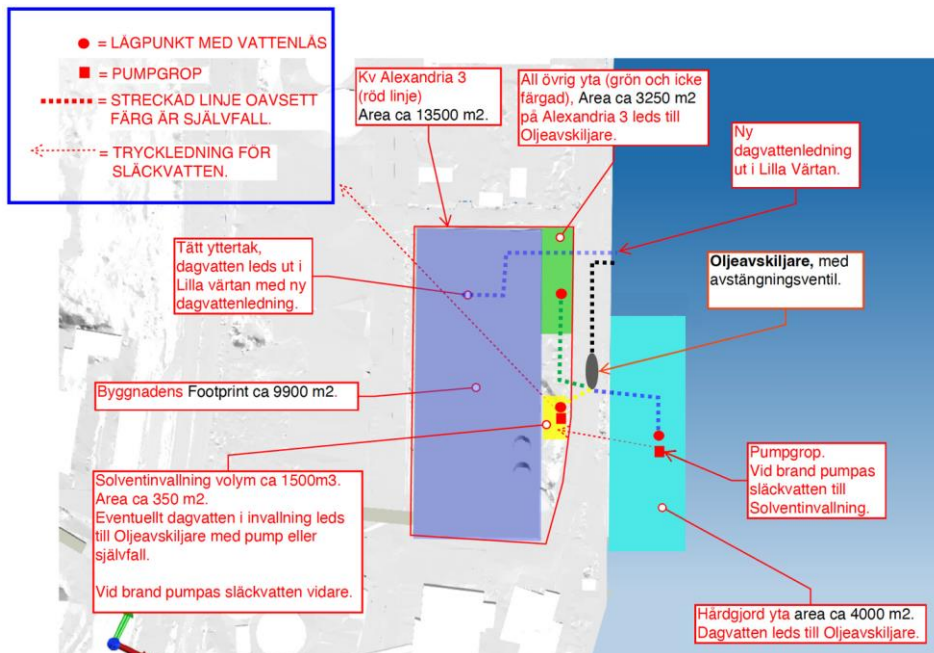 = LÅGPUNKT MED VATTENLÅS
= PUMPGROP
= STRECKAD LINJE OAVSETT
FÄRG ÄR SJÄLVFALL.
= TRYCKLEDNING FÖR
SLÄCKVATTEN.
Kv Alexandria 3
(röd linje)
Area ca 13500 m2.
All övrig yta (grön och icke
färgad), Area ca 3250 m2
på Alexandria 3 leds till
Oljeavskiljare.
Ny
dagvattenledning
ut i Lilla Värtan.
Tätt yttertak,
dagvatten leds ut i
Lilla värtan med ny
dagvattenledning.
Oljeavskiljare, med
avstängningsventil.
Byggnadens Footprint ca 9900 m2.
Solventinvallning volym ca 1500m3.
Area ca 350 m2.
Eventuellt dagvatten i invallning leds
till Oljeavskiljare med pump eller
självfall.
Vid brand pumpas släckvatten vidare.
Pumpgrop.
Vid brand pumpas
släckvatten till
Solventinvallning.
Hårdgjord yta area ca 4000 m2.
Dagvatten leds till Oljeavskiljare.